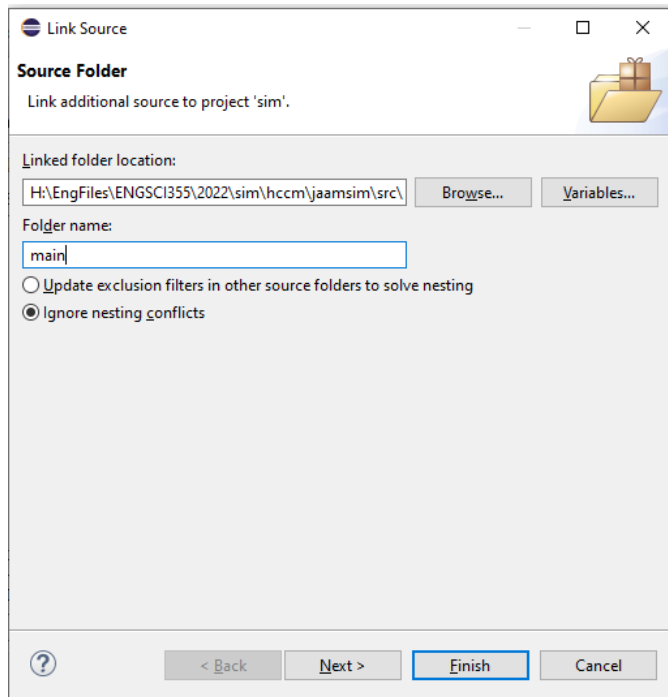 Link Source
Source Folder
Link additional source to project 'sim'.
Linked folder location:
H:\EngFiles\ENGSCI355\2022\sim\hccm\jaamsim\src\ Browse... Variables...
Folder name:
main
Update exclusion filters in other source folders to solve nesting
Ignore nesting conflicts
? < Back Next > Finish Cancel